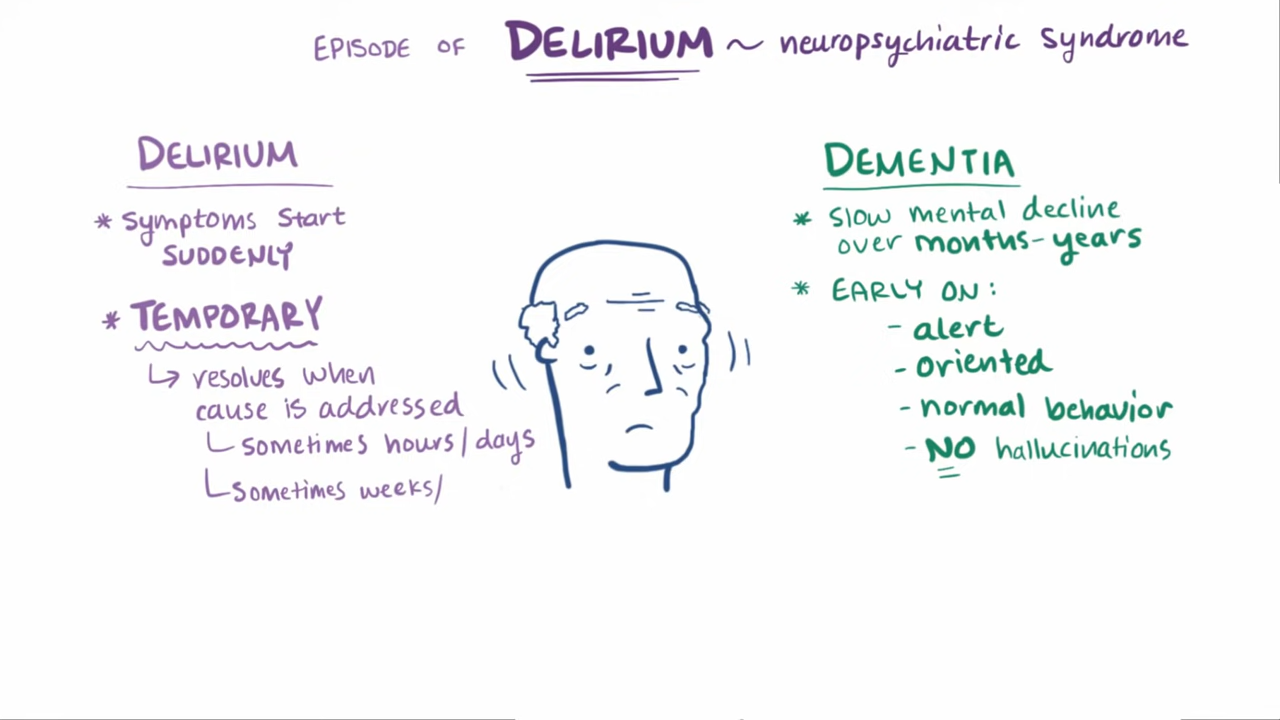 EPISODE OF DELIRIUM ~ neuropsychiatric syndrome
DELIRIUM
* Symptoms Start
SUDDENLY
* TEMPORARY
↳ resolves when
cause is addressed
sometimes hours/days
sometimes weeks/
DEMENTIA
* Slow mental decline
over months-years
* EARLY ON:
- alert
- oriented
- normal behavior
- NO hallucinations